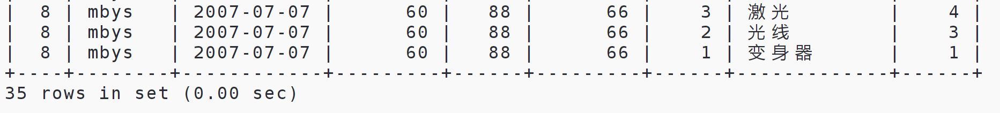 |  8 | mbys   | 2007-07-07 |      60 |   88 |      66 |    3 | 激光        |    4 |
|  8 | mbys   | 2007-07-07 |      60 |   88 |      66 |    2 | 光线        |    3 |
|  8 | mbys   | 2007-07-07 |      60 |   88 |      66 |    1 | 变身器      |    1 |
+----+--------+------------+---------+------+---------+------+-------------+------+
35 rows in set (0.00 sec)